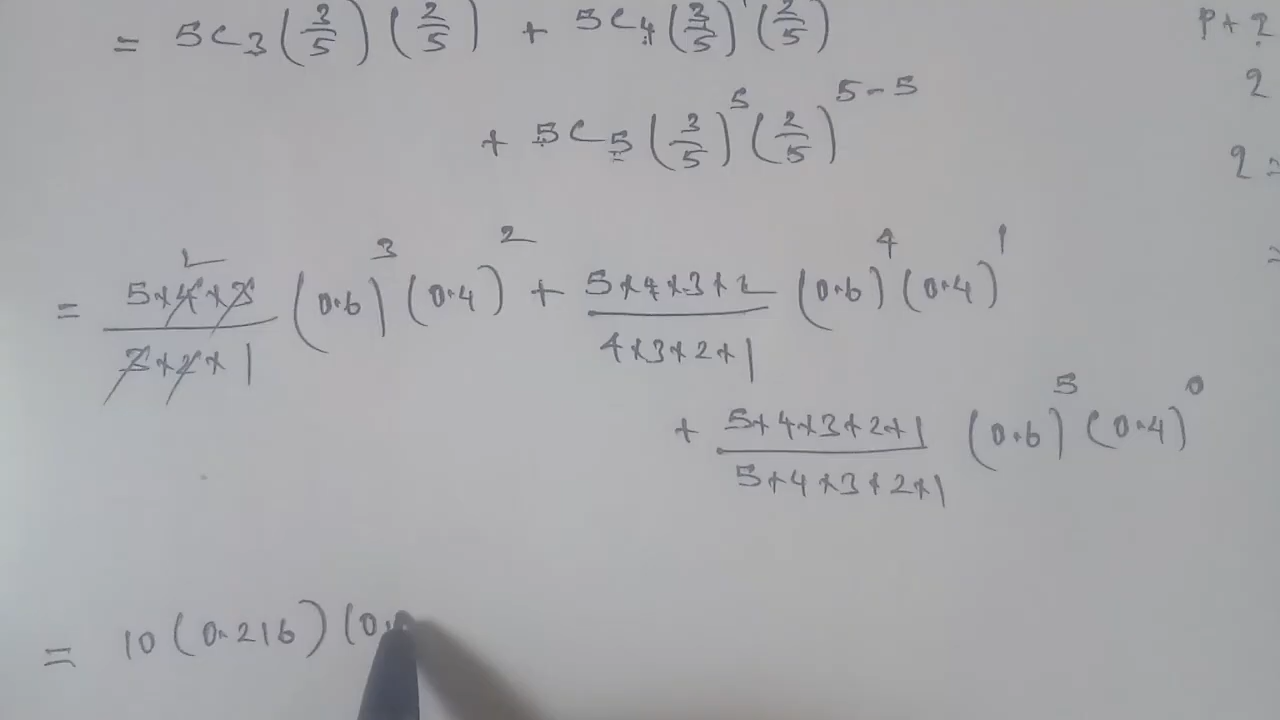 = 5C₃(3/5)(2/5) + 5C₄(3/5)(2/5)
+ 5C₅(3/5)⁵(2/5)⁵⁻⁵
= 5×4×3/3×2×1 (0.6)³(0.4)² + 5×4×3×2/4×3×2×1 (0.6)⁴(0.4)¹
+ 5×4×3×2×1/5×4×3×2×1 (0.6)⁵(0.4)⁰
= 10(0.216)(0.
p+q
q
q =
=